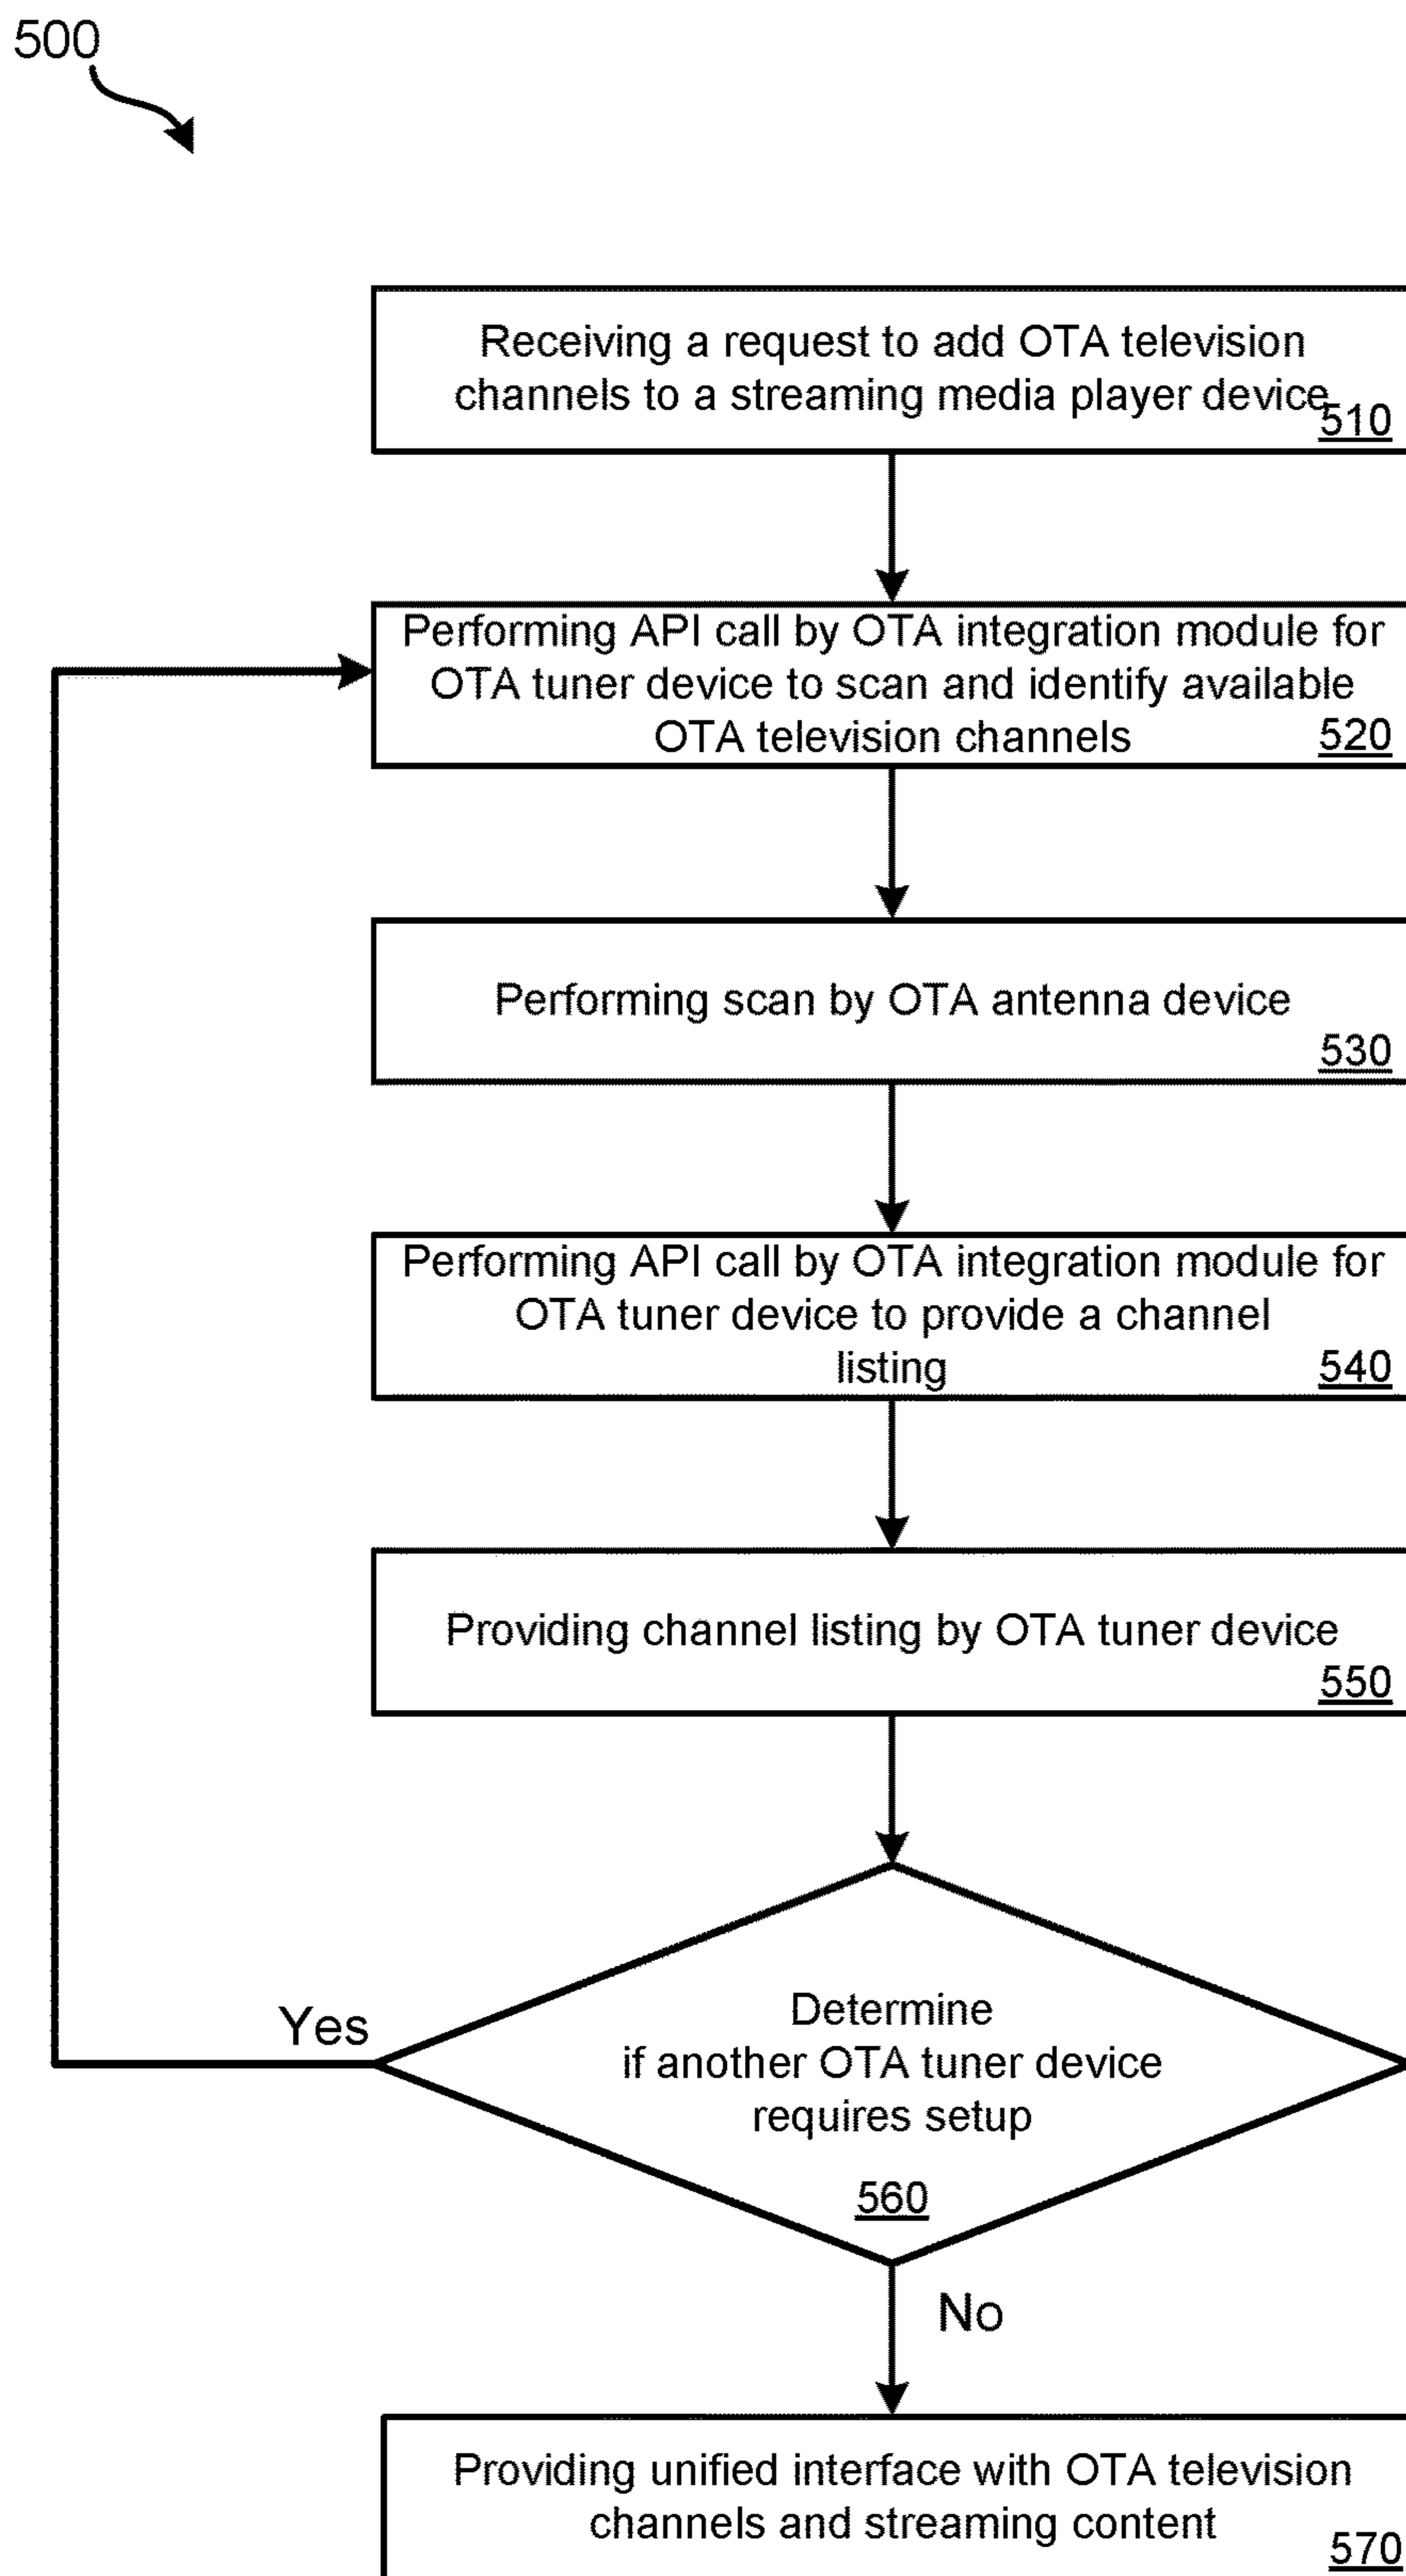 500
Receiving a request to add OTA television
channels to a streaming media player device
510
Performing API call by OTA integration module for
OTA tuner device to scan and identify available
OTA television channels
520
Performing scan by OTA antenna device
530
Performing API call by OTA integration module for
OTA tuner device to provide a channel
listing
540
Providing channel listing by OTA tuner device
550
Determine
if another OTA tuner device
requires setup
560
Yes
No
Providing unified interface with OTA television
channels and streaming content
570